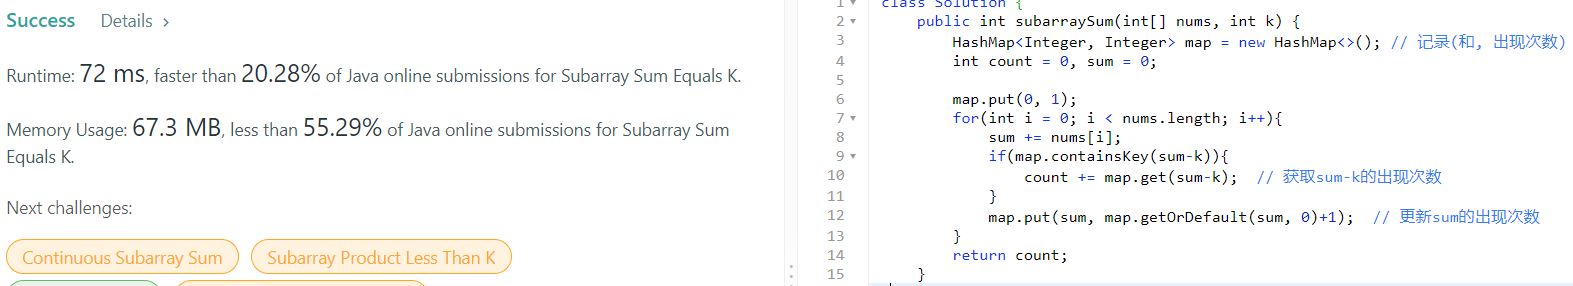 Success Details >
Runtime: 72 ms, faster than 20.28% of Java online submissions for Subarray Sum Equals K.
Memory Usage: 67.3 MB, less than 55.29% of Java online submissions for Subarray Sum
Equals K.
Next challenges:
Continuous Subarray Sum Subarray Product Less Than K
1 class Solution {
2 public int subarraySum(int[] nums, int k) {
3 HashMap<Integer, Integer> map = new HashMap<>(); // 记录(和, 出现次数)
4 int count = 0, sum = 0;
5
6 map.put(0, 1);
7 for(int i = 0; i < nums.length; i++){
8 sum += nums[i];
9 if(map.containsKey(sum-k)){
10 count += map.get(sum-k); // 获取sum-k的出现次数
11 }
12 map.put(sum, map.getOrDefault(sum, 0)+1); // 更新sum的出现次数
13 }
14 return count;
15 }